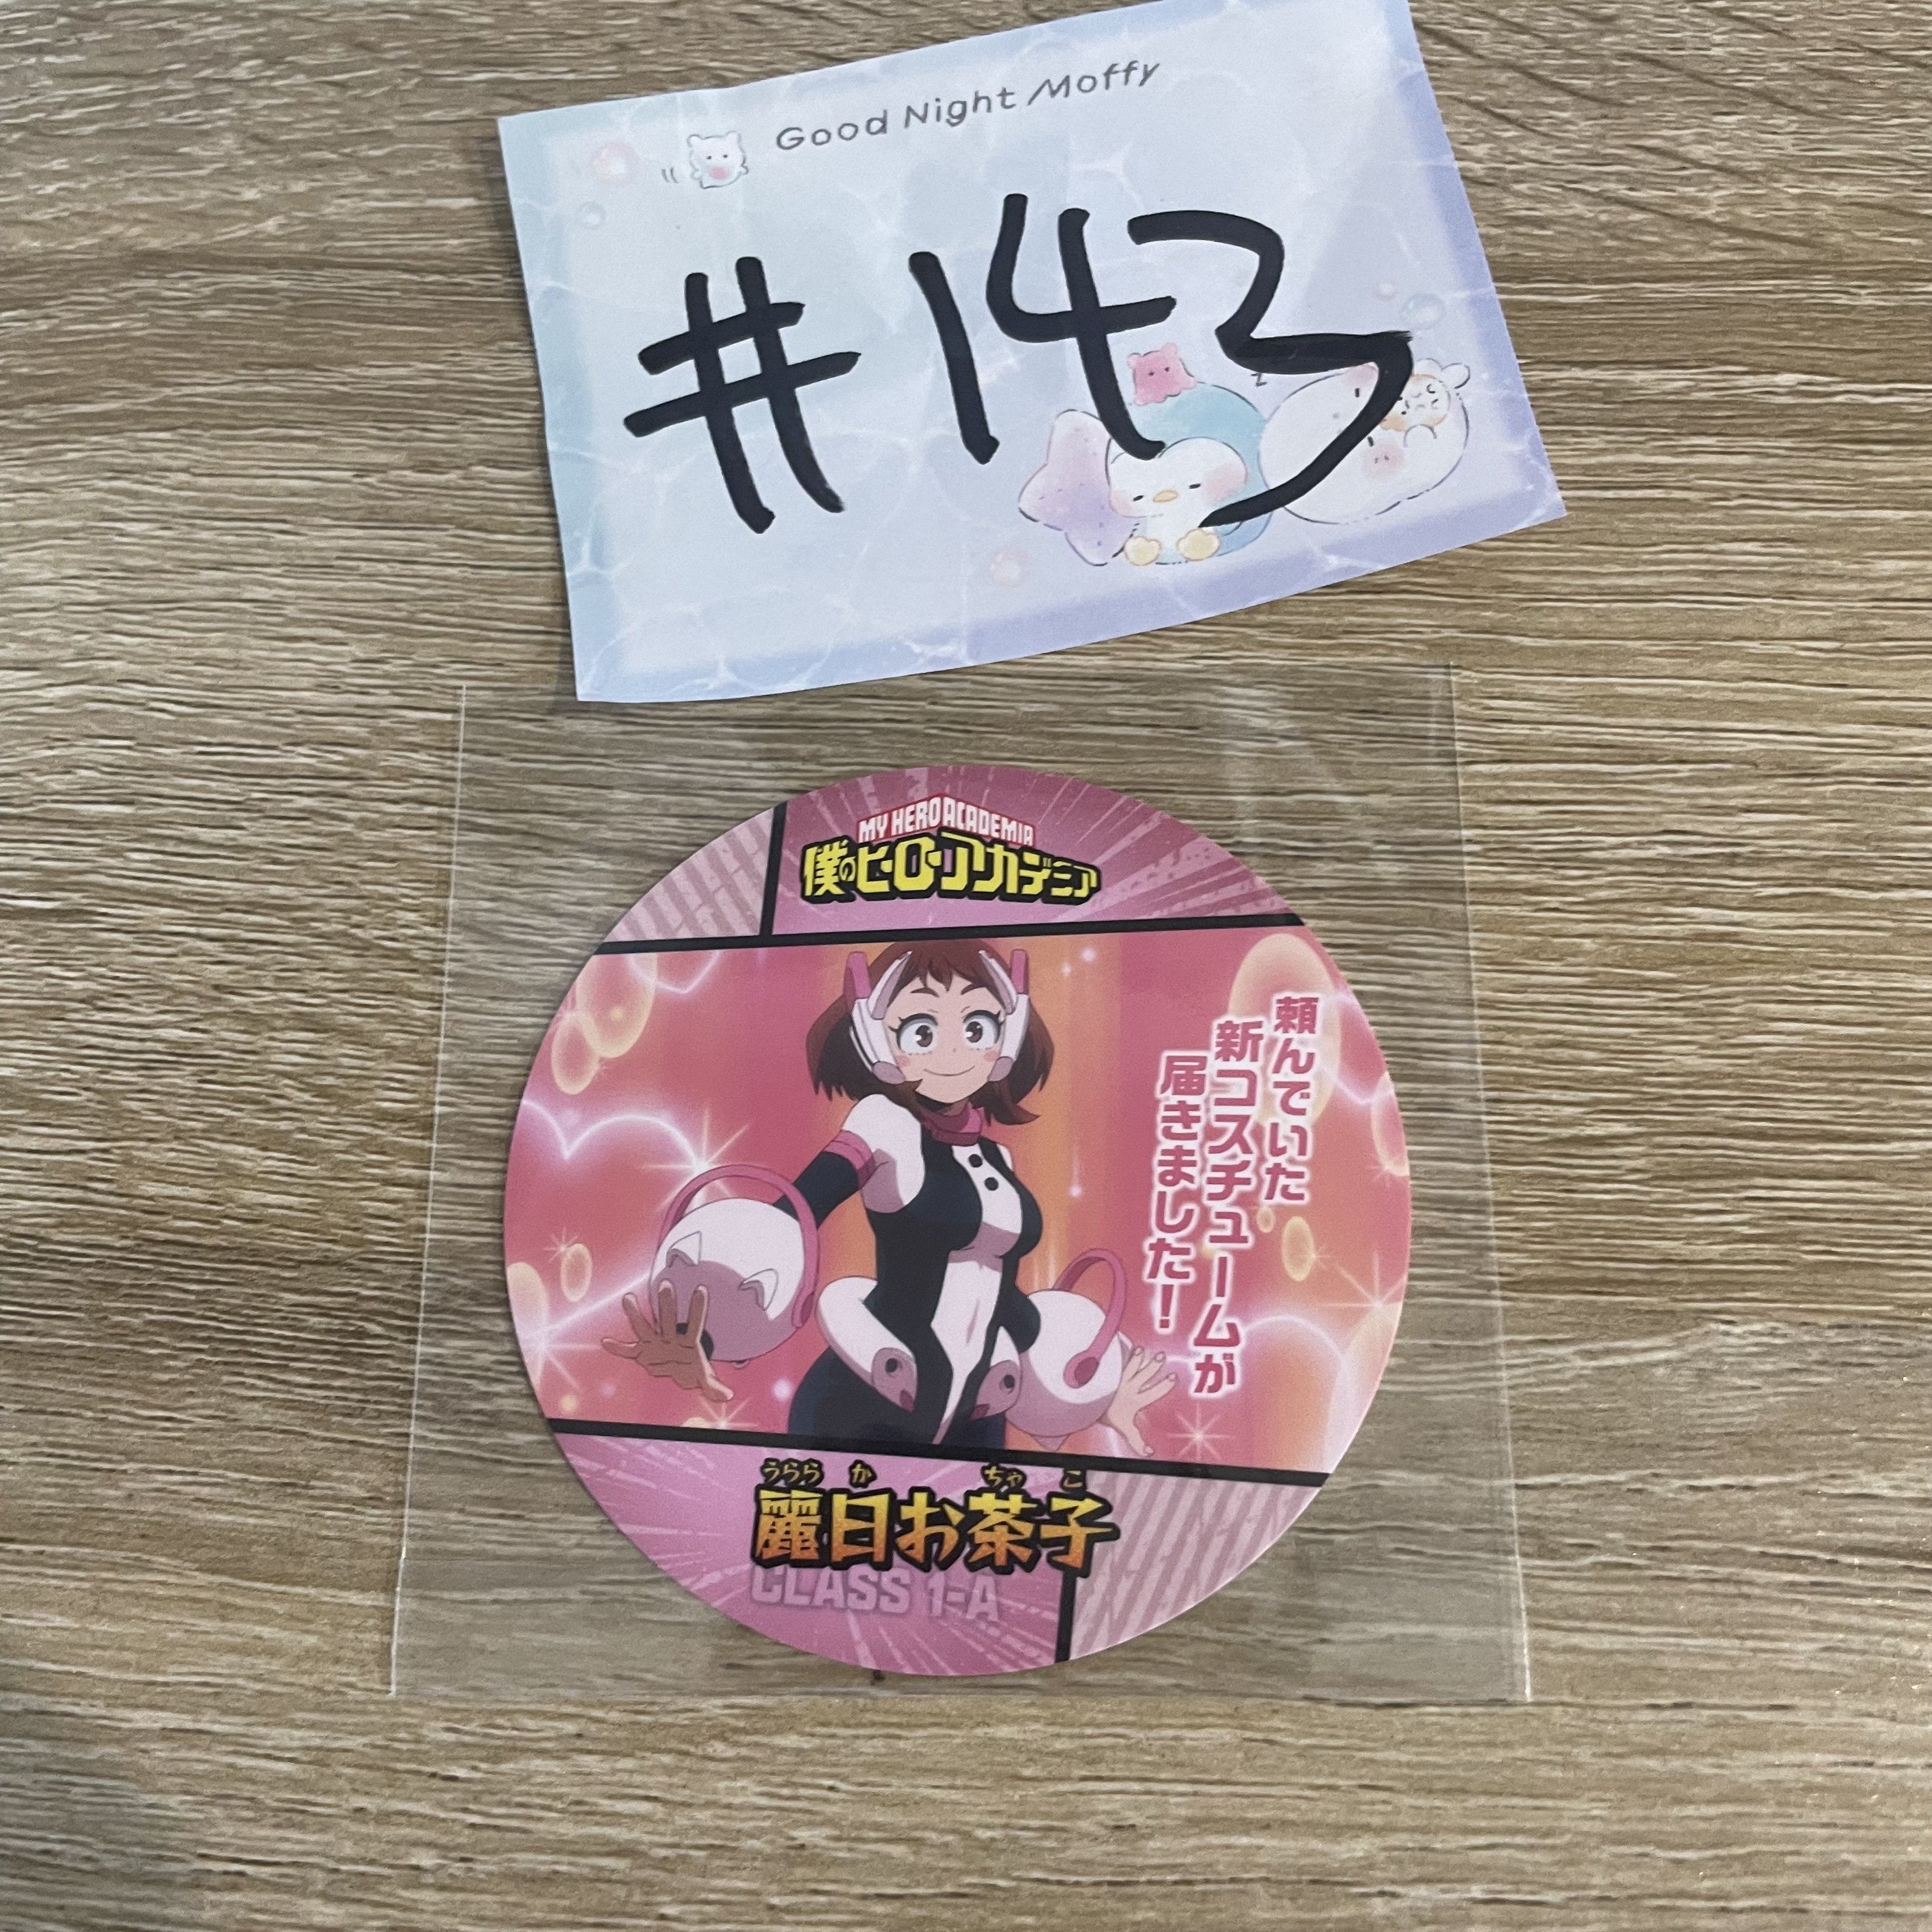 Good Night Moffy
#143
z
MY HERO ACADEMIA
僕のヒーローアカデミア
頼んでいた
新コスチュームが
届きました!
うらら か ちゃ こ
麗日お茶子
CLASS 1-A